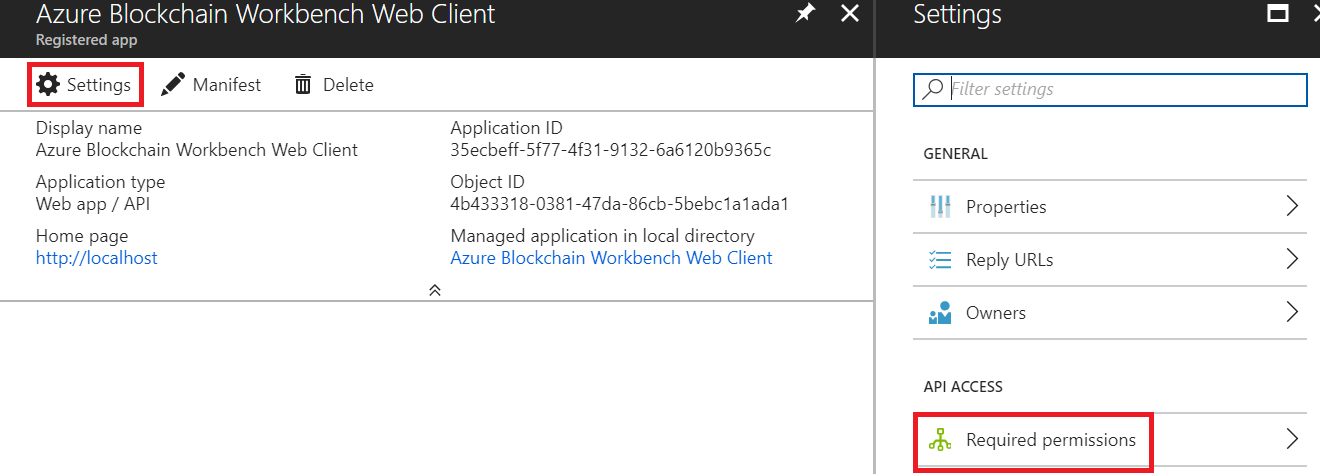 Azure Blockchain Workbench Web Client
Registered app
Settings Manifest Delete
Display name
Azure Blockchain Workbench Web Client
Application type
Web app / API
Home page
http://localhost
Application ID
35ecbeff-5f77-4f31-9132-6a6120b9365c
Object ID
4b433318-0381-47da-86cb-5bebc1a1ada1
Managed application in local directory
Azure Blockchain Workbench Web Client
Settings
Filter settings
GENERAL
Properties
Reply URLs
Owners
API ACCESS
Required permissions